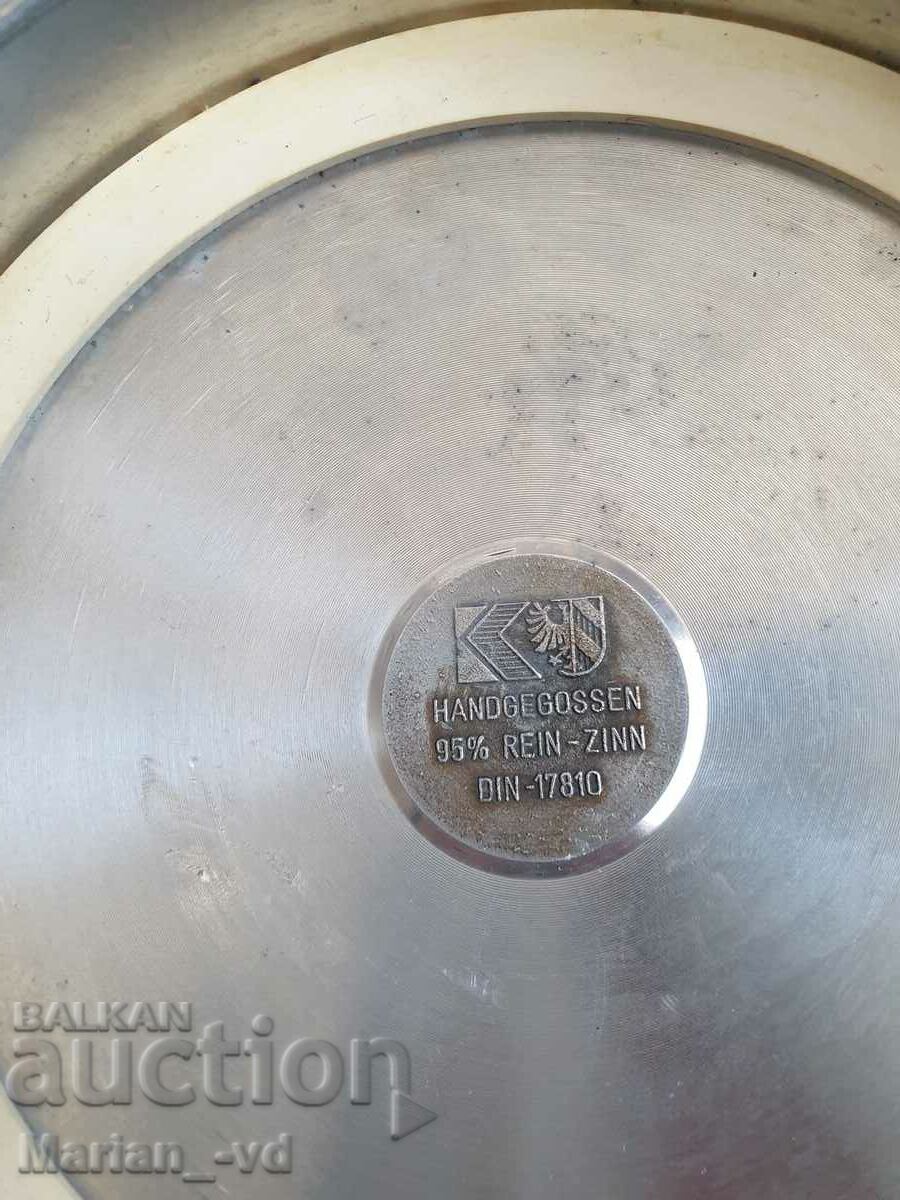 HANDGEGOSSEN
95% REIN-ZINN
DIN-17810
BALKAN
auction
Marian_-vd